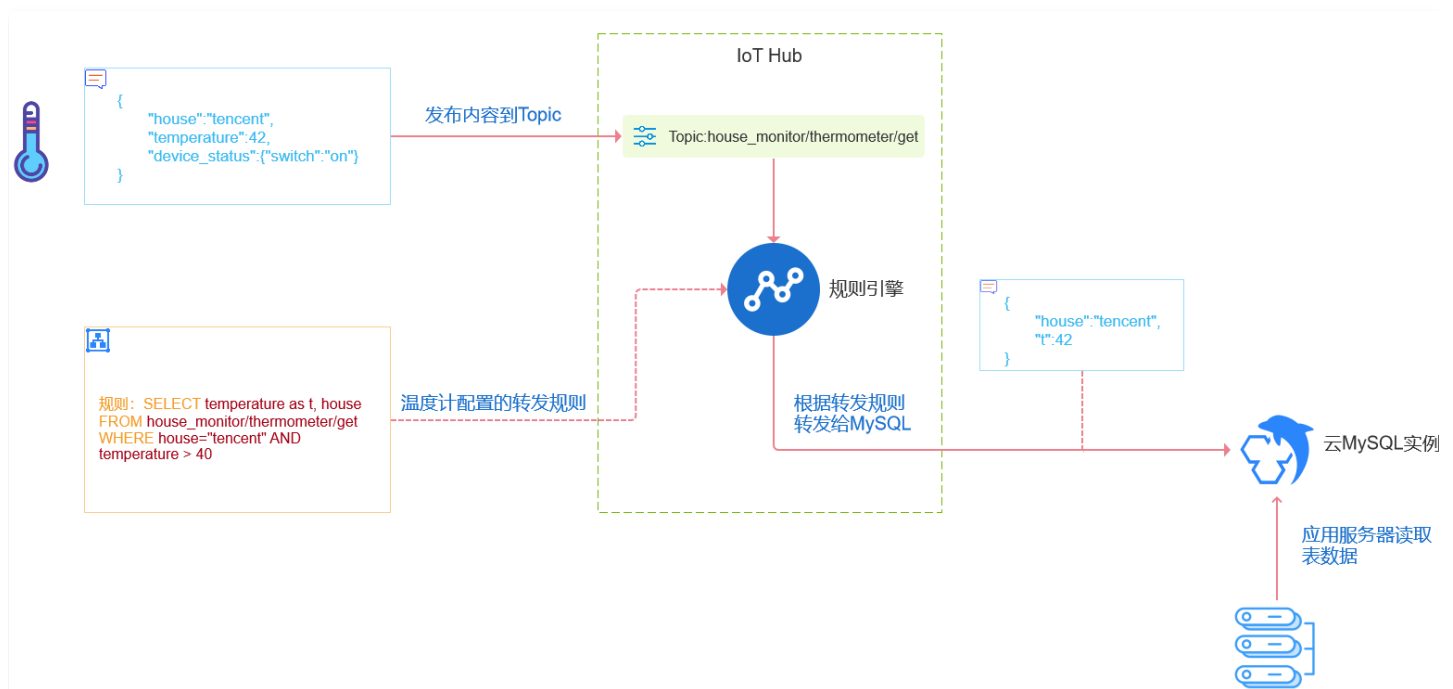 IoT Hub
{
"house":"tencent",
"temperature":42,
"device_status":{"switch":"on"}
}
发布内容到Topic
Topic:house_monitor/thermometer/get
规则引擎
{
"house":"tencent",
"t":42
}
规则：SELECT temperature as t, house
FROM house_monitor/thermometer/get
WHERE house="tencent" AND
temperature > 40
温度计配置的转发规则
根据转发规则
转发给MySQL
云MySQL实例
应用服务器读取
表数据